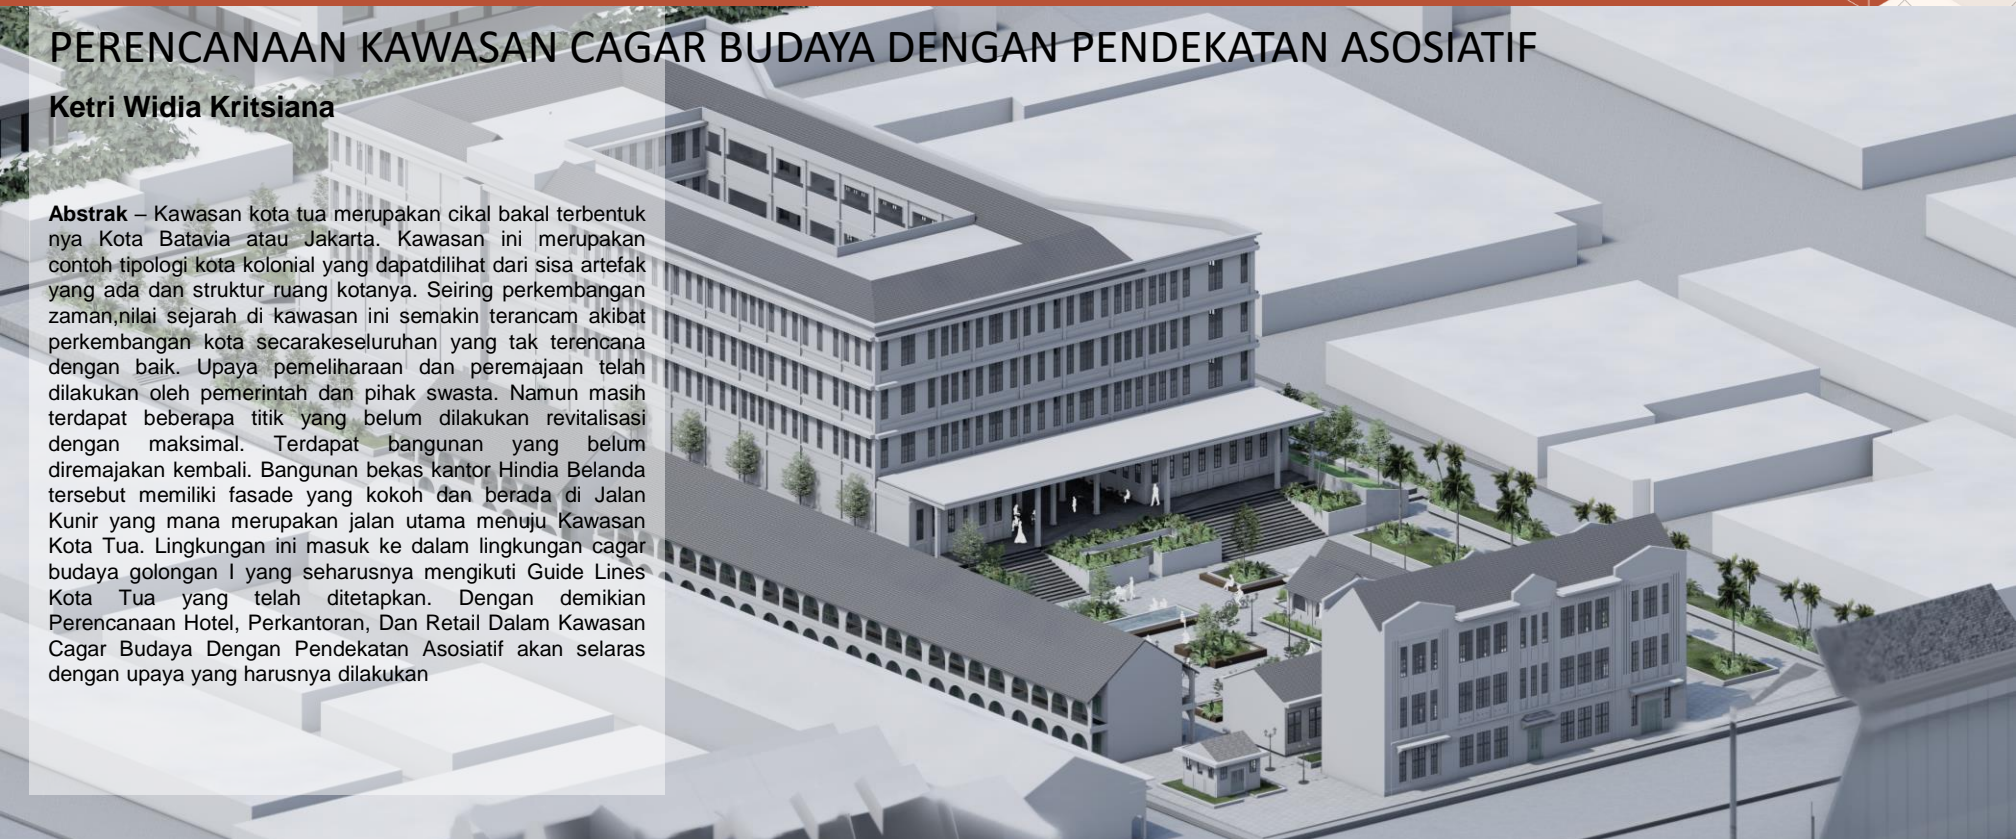 PERENCANAAN KAWASAN CAGAR BUDAYA DENGAN PENDEKATAN ASOSIATIF
Ketri Widia Kritsiana
Abstrak – Kawasan kota tua merupakan cikal bakal terbentuk
nya Kota Batavia atau Jakarta. Kawasan ini merupakan
contoh tipologi kota kolonial yang dapatdilihat dari sisa artefak
yang ada dan struktur ruang kotanya. Seiring perkembangan
zaman,nilai sejarah di kawasan ini semakin terancam akibat
perkembangan kota secarakeseluruhan yang tak terencana
dengan baik. Upaya pemeliharaan dan peremajaan telah
dilakukan oleh pemerintah dan pihak swasta. Namun masih
terdapat beberapa titik yang belum dilakukan revitalisasi
dengan maksimal. Terdapat bangunan yang belum
diremajakan kembali. Bangunan bekas kantor Hindia Belanda
tersebut memiliki fasade yang kokoh dan berada di Jalan
Kunir yang mana merupakan jalan utama menuju Kawasan
Kota Tua. Lingkungan ini masuk ke dalam lingkungan cagar
budaya golongan I yang seharusnya mengikuti Guide Lines
Kota Tua yang telah ditetapkan. Dengan demikian
Perencanaan Hotel, Perkantoran, Dan Retail Dalam Kawasan
Cagar Budaya Dengan Pendekatan Asosiatif akan selaras
dengan upaya yang harusnya dilakukan